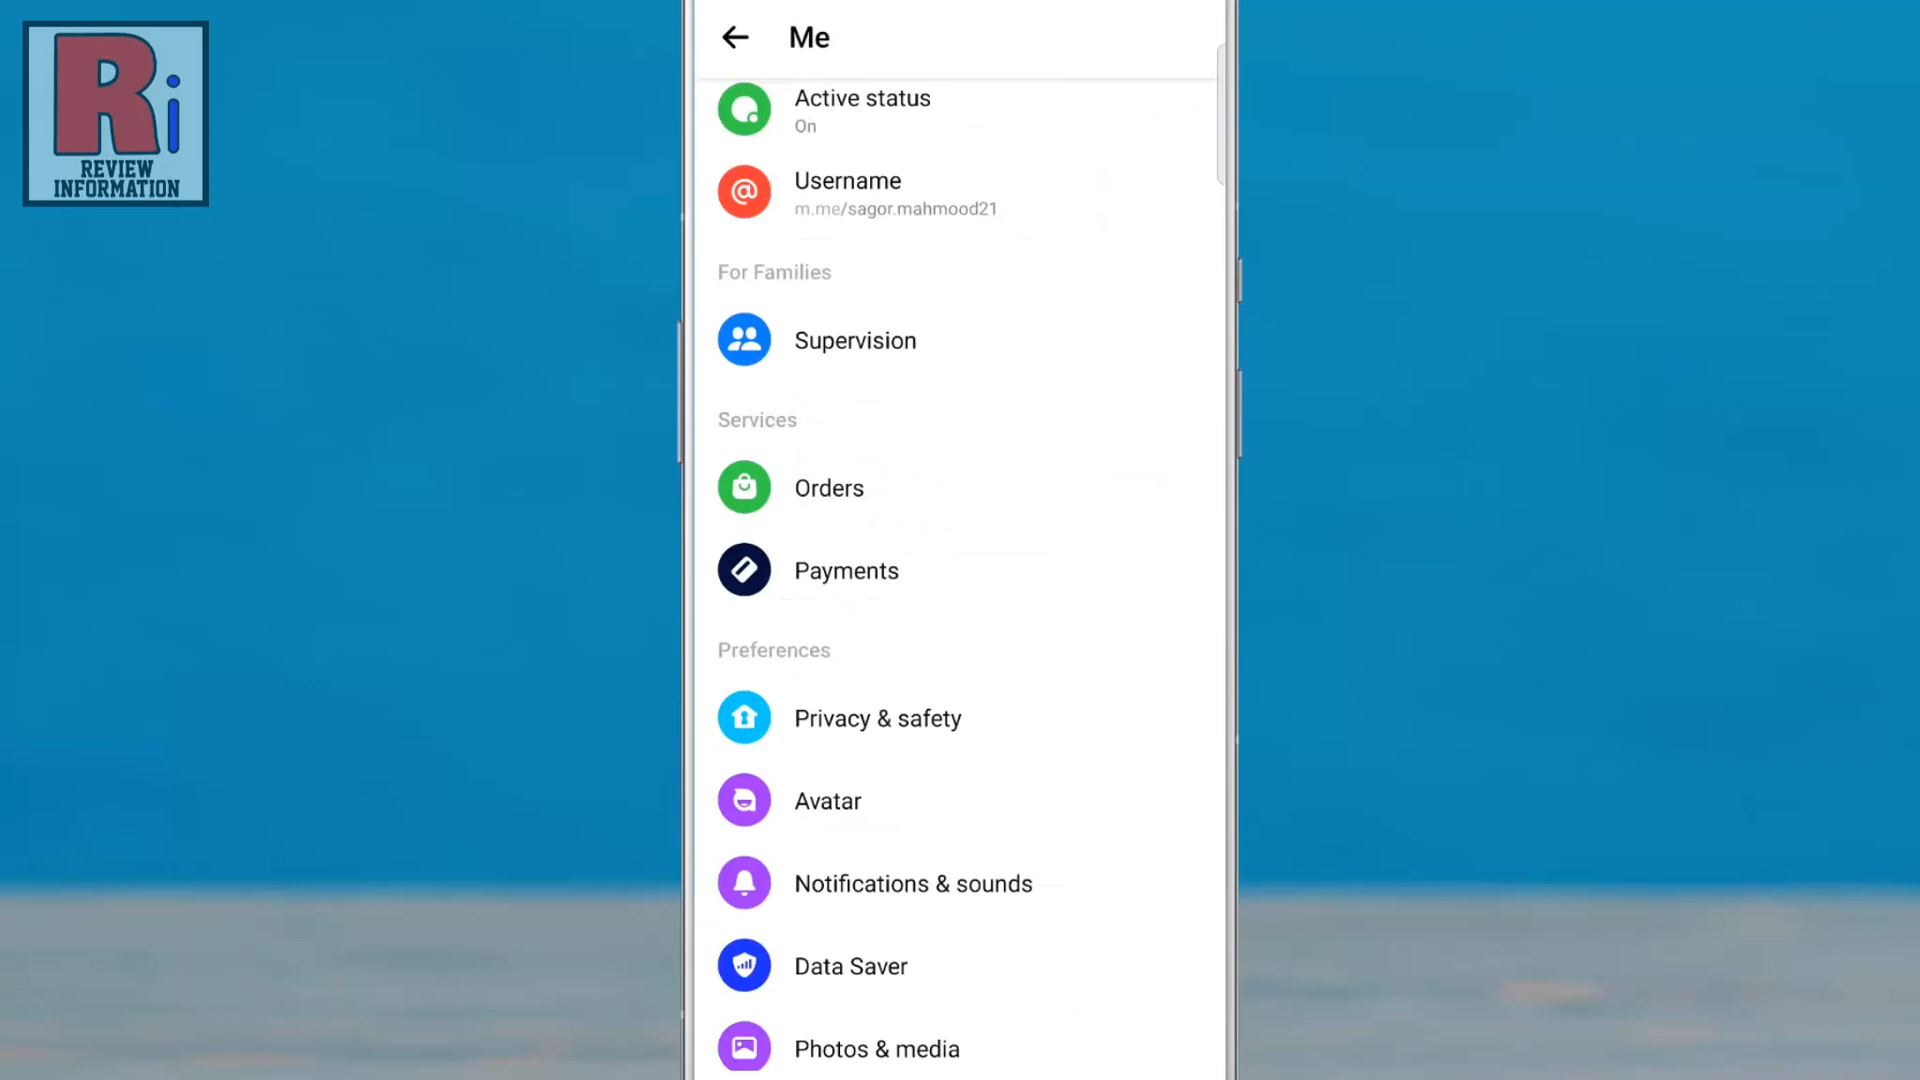 Ri
REVIEW
INFORMATION
Me
Active status
On
Username
m.me/sagor.mahmood21
For Families
Supervision
Services
Orders
Payments
Preferences
Privacy & safety
Avatar
Notifications & sounds
Data Saver
Photos & media